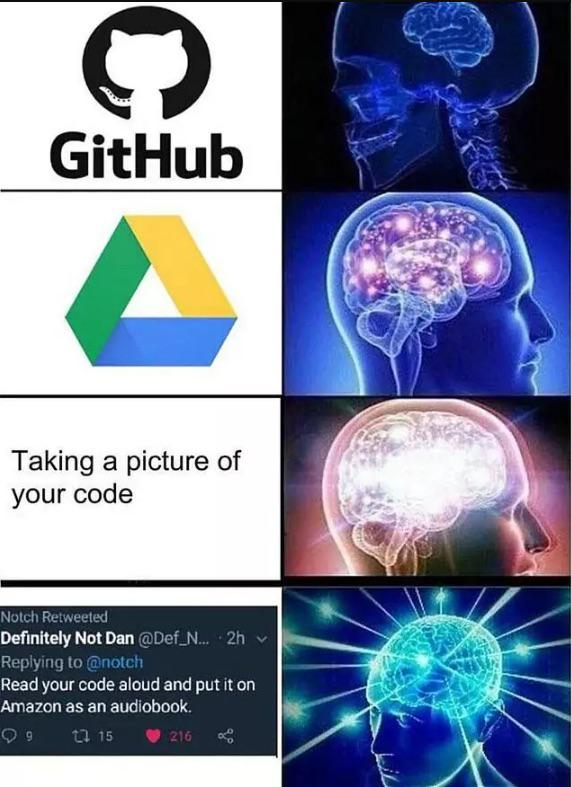 GitHub
Taking a picture of
your code
Notch Retweeted
Definitely Not Dan @Def_N... · 2h
Replying to @notch
Read your code aloud and put it on
Amazon as an audiobook.
9 15 216